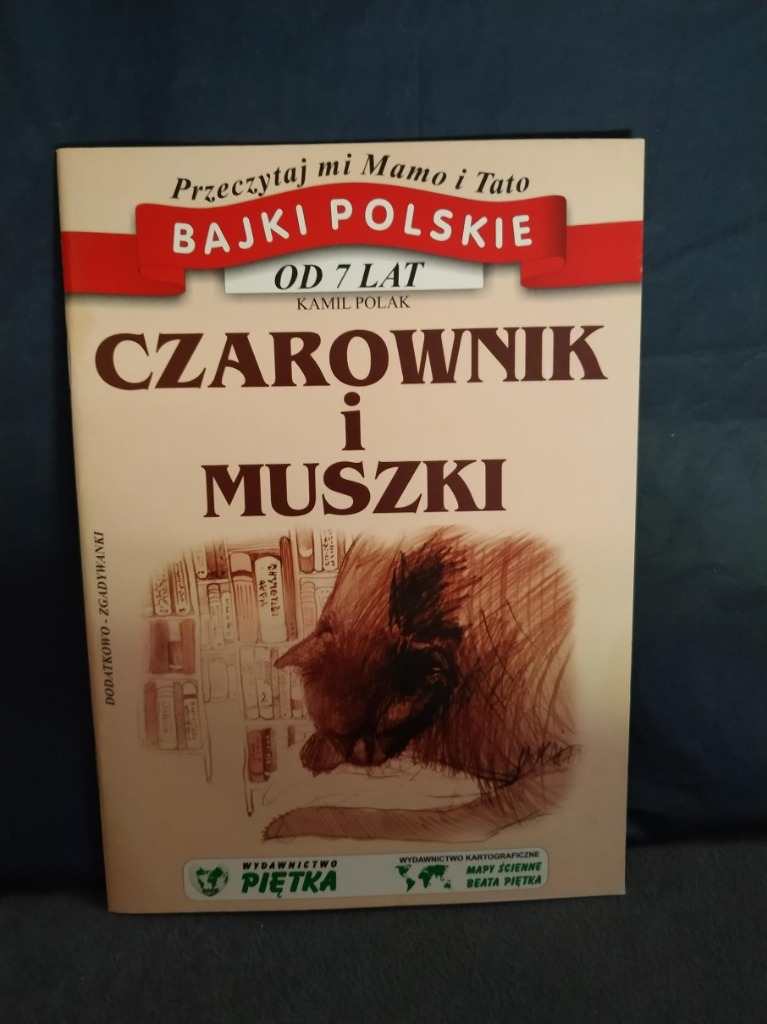 Przeczytaj mi Mamo i Tato
BAJKI POLSKIE
OD 7 LAT
KAMIL POLAK
CZAROWNIK
i
MUSZKI
DODATKOWO - ZGADYWANKI
WYDAWNICTWO
PIĘTKA
WYDAWNICTWO KARTOGRAFICZNE
MAPY ŚCIENNE
BEATA PIĘTKA